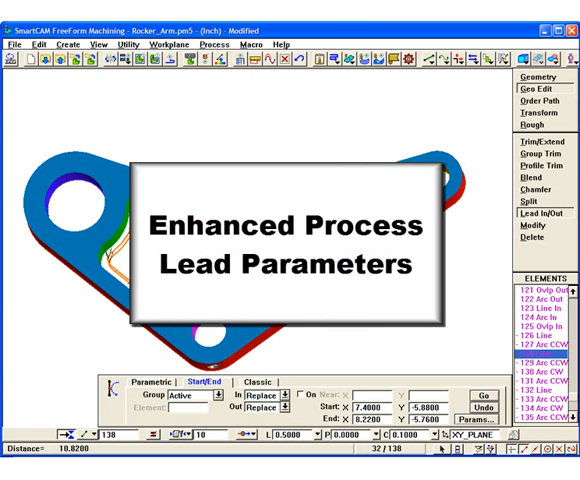 SmartCAM FreeForm Machining - Rocker_Arm.pm5 - (Inch) - Modified
File Edit Create View Utility Workplane Process Macro Help
Geometry
Geo Edit
Order Path
Transform
Rough
Trim/Extend
Group Trim
Profile Trim
Blend
Chamfer
Split
Lead In/Out
Modify
Delete
Enhanced Process
Lead Parameters
ELEMENTS
121 Ovlp Out
122 Arc Out
123 Line In
124 Arc In
125 Ovlp In
126 Line
127 Arc CCW
129 Arc CCW
130 Arc CW
131 Arc CCW
132 Arc CCW
133 Line
134 Arc CW
135 Arc CCW
Parametric | Start/End | Classic |
Group Active In Replace On Near: X Y Go
Element: Out Replace Start: X 7.4000 Y -5.8800 Undo
End: X 8.2200 Y -5.7600 Params...
138 10 L 0.5000 P 0.0000 C 0.1000 XY_PLANE
Distance= 10.8200 32 / 138